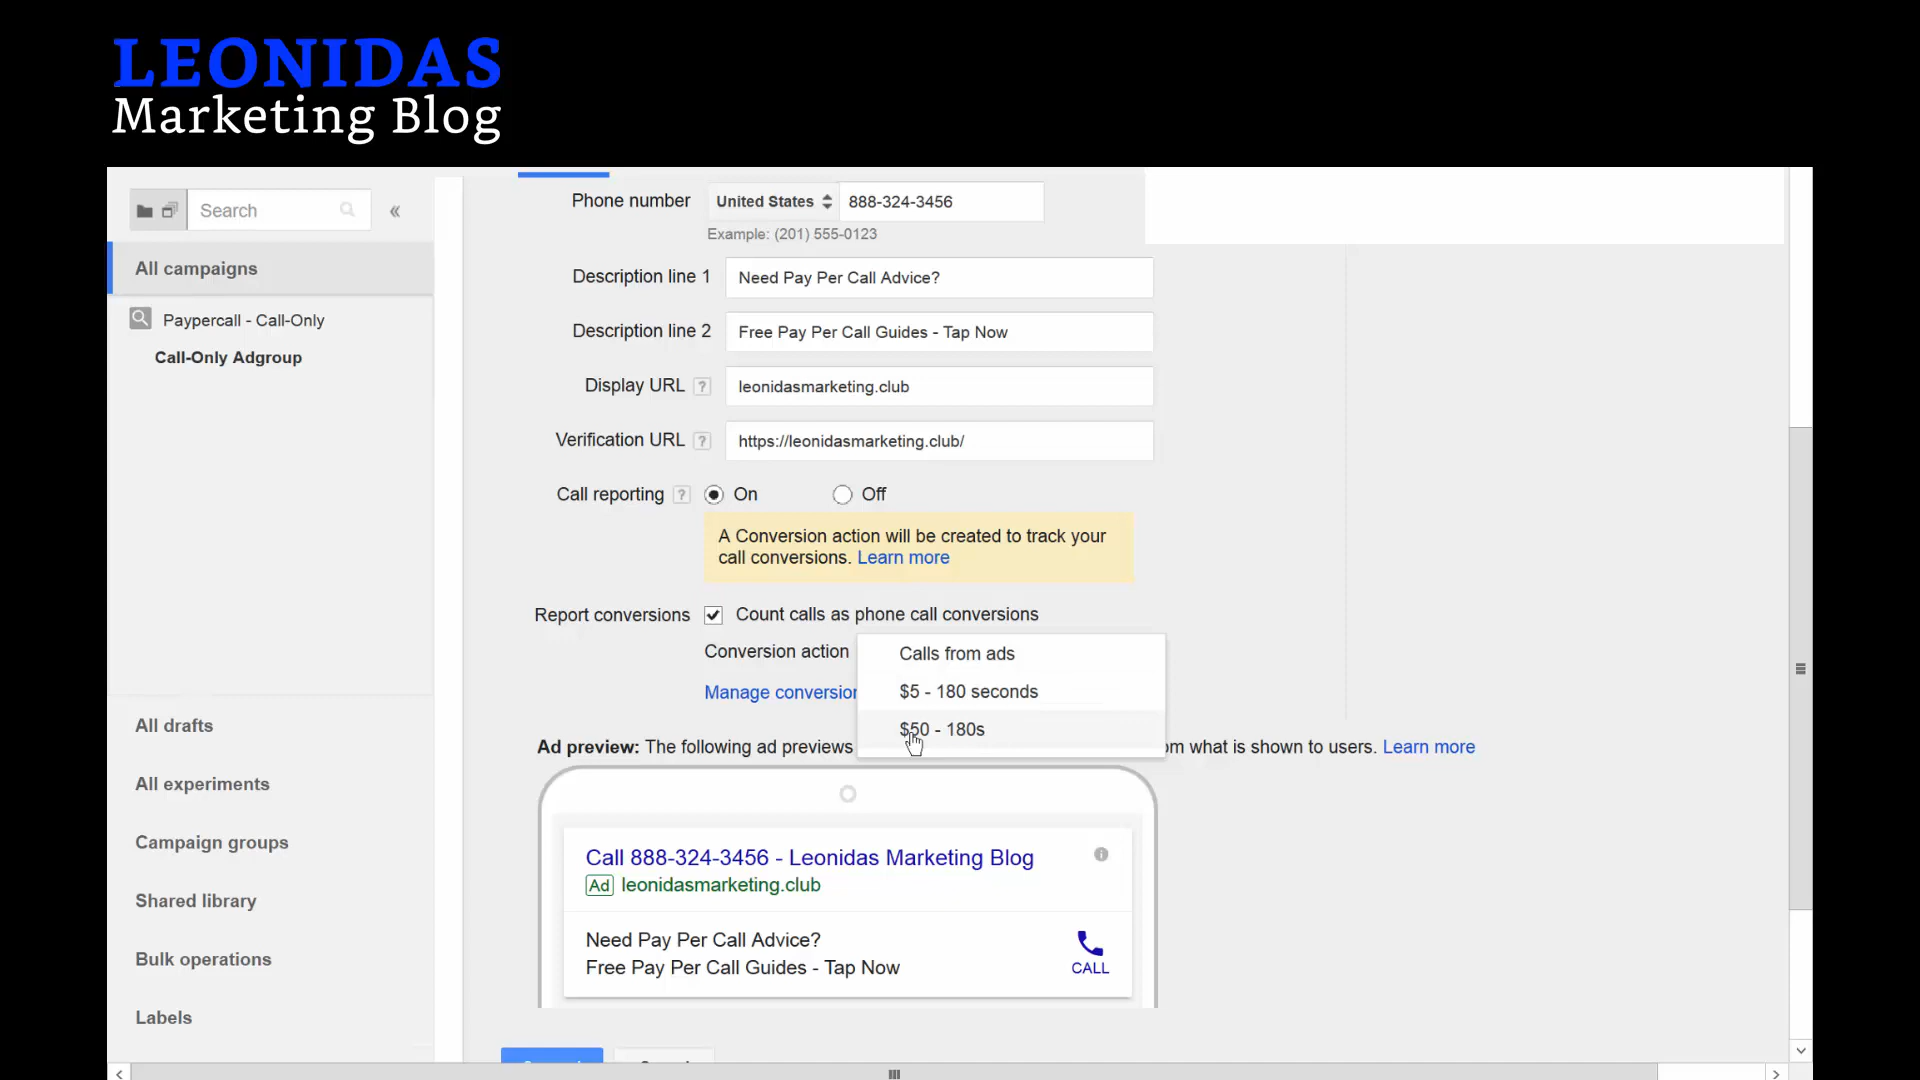 LEONIDAS
Marketing Blog
Search
«
All campaigns
Paypercall - Call-Only
Call-Only Adgroup
All drafts
All experiments
Campaign groups
Shared library
Bulk operations
Labels
Phone number United States 888-324-3456
Example: (201) 555-0123
Description line 1 Need Pay Per Call Advice?
Description line 2 Free Pay Per Call Guides - Tap Now
Display URL ? leonidasmarketing.club
Verification URL ? https://leonidasmarketing.club/
Call reporting ? On Off
A Conversion action will be created to track your
call conversions. Learn more
Report conversions Count calls as phone call conversions
Conversion action Calls from ads
Manage conversion $5 - 180 seconds
$50 - 180s
Ad preview: The following ad previews om what is shown to users. Learn more
Call 888-324-3456 - Leonidas Marketing Blog
Ad leonidasmarketing.club
Need Pay Per Call Advice?
Free Pay Per Call Guides - Tap Now
CALL